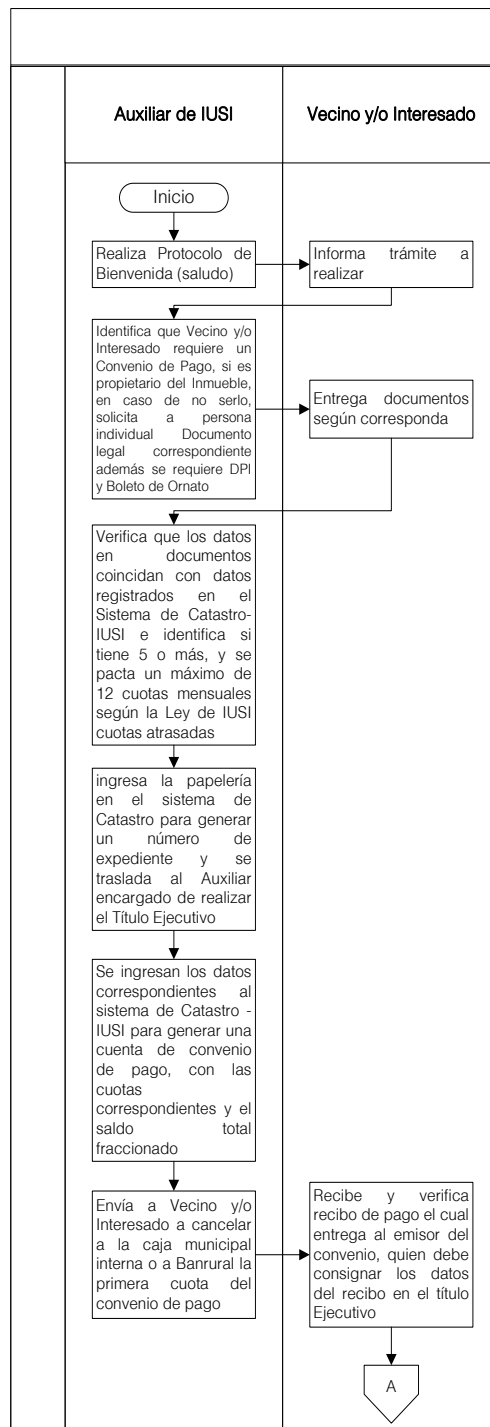 Auxiliar de IUSI
Vecino y/o Interesado
Inicio
Realiza Protocolo de
Bienvenida (saludo)
Informa trámite a
realizar
Identifica que Vecino y/o
Interesado requiere un
Convenio de Pago, si es
propietario del Inmueble,
en caso de no serlo,
solicita a persona
individual Documento
legal correspondiente
además se requiere DPI
y Boleto de Ornato
Entrega documentos
según corresponda
Verifica que los datos
en documentos
coincidan con datos
registrados en el
Sistema de Catastro-
IUSI e identifica si
tiene 5 o más, y se
pacta un máximo de
12 cuotas mensuales
según la Ley de IUSI
cuotas atrasadas
ingresa la papelería
en el sistema de
Catastro para generar
un número de
expediente y se
traslada al Auxiliar
encargado de realizar
el Título Ejecutivo
Se ingresan los datos
correspondientes al
sistema de Catastro -
IUSI para generar una
cuenta de convenio
de pago, con las
cuotas
correspondientes y el
saldo total
fraccionado
Envía a Vecino y/o
Interesado a cancelar
a la caja municipal
interna o a Banrural la
primera cuota del
convenio de pago
Recibe y verifica
recibo de pago el cual
entrega al emisor del
convenio, quien debe
consignar los datos
del recibo en el título
Ejecutivo
A